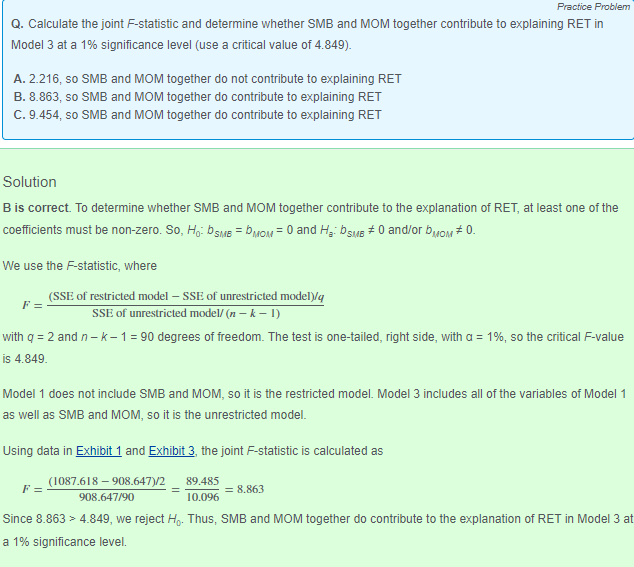 Practice Problem
Q. Calculate the joint F-statistic and determine whether SMB and MOM together contribute to explaining RET in
Model 3 at a 1% significance level (use a critical value of 4.849).
A. 2.216, so SMB and MOM together do not contribute to explaining RET
B. 8.863, so SMB and MOM together do contribute to explaining RET
C. 9.454, so SMB and MOM together do contribute to explaining RET
Solution
B is correct. To determine whether SMB and MOM together contribute to the explanation of RET, at least one of the
coefficients must be non-zero. So, H₀: b_SMB = b_MOM = 0 and Hₐ: b_SMB ≠ 0 and/or b_MOM ≠ 0.
We use the F-statistic, where
F = (SSE of restricted model – SSE of unrestricted model)/q
SSE of unrestricted model/ (n – k – 1)
with q = 2 and n – k – 1 = 90 degrees of freedom. The test is one-tailed, right side, with α = 1%, so the critical F-value
is 4.849.
Model 1 does not include SMB and MOM, so it is the restricted model. Model 3 includes all of the variables of Model 1
as well as SMB and MOM, so it is the unrestricted model.
Using data in Exhibit 1 and Exhibit 3, the joint F-statistic is calculated as
F = (1087.618 – 908.647)/2 = 89.485 = 8.863
908.647/90 10.096
Since 8.863 > 4.849, we reject H₀. Thus, SMB and MOM together do contribute to the explanation of RET in Model 3 at
a 1% significance level.